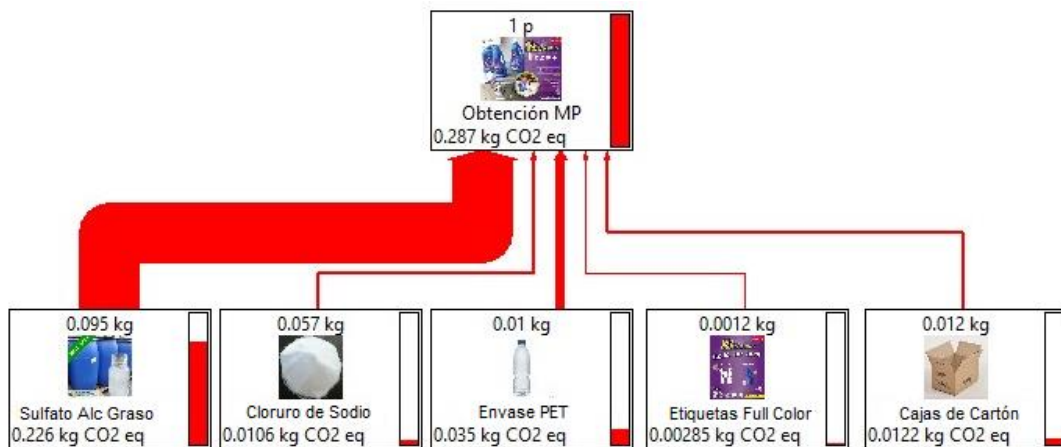 1 p
Obtención MP
0.287 kg CO2 eq
0.095 kg
Sulfato Alc Graso
0.226 kg CO2 eq
0.057 kg
Cloruro de Sodio
0.0106 kg CO2 eq
0.01 kg
Envase PET
0.035 kg CO2 eq
0.0012 kg
Etiquetas Full Color
0.00285 kg CO2 eq
0.012 kg
Cajas de Cartón
0.0122 kg CO2 eq